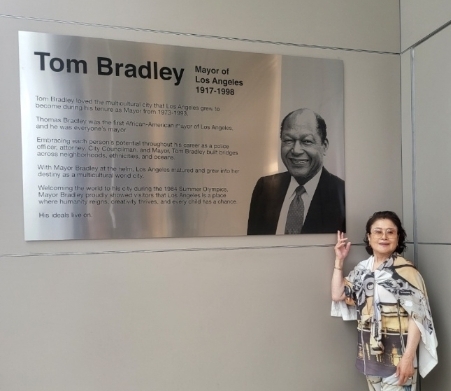 Tom Bradley
Mayor of
Los Angeles
1917-1998
Tom Bradley loved the multicultural city that Los Angeles grew to
become during his tenure as Mayor from 1973-1993.
Thomas Bradley was the first African-American mayor of Los Angeles,
and he was everyone's mayor.
Embracing each person's potential throughout his career as a police
officer, attorney, City Councilman, and Mayor, Tom Bradley built bridges
across neighborhoods, ethnicities, and oceans.
With Mayor Bradley at the helm, Los Angeles matured and grew into her
destiny as a multicultural world city.
Welcoming the world to his city during the 1984 Summer Olympics,
Mayor Bradley proudly showed visitors that Los Angeles is a place
where humanity reigns, creativity thrives, and every child has a chance.
His ideals live on.